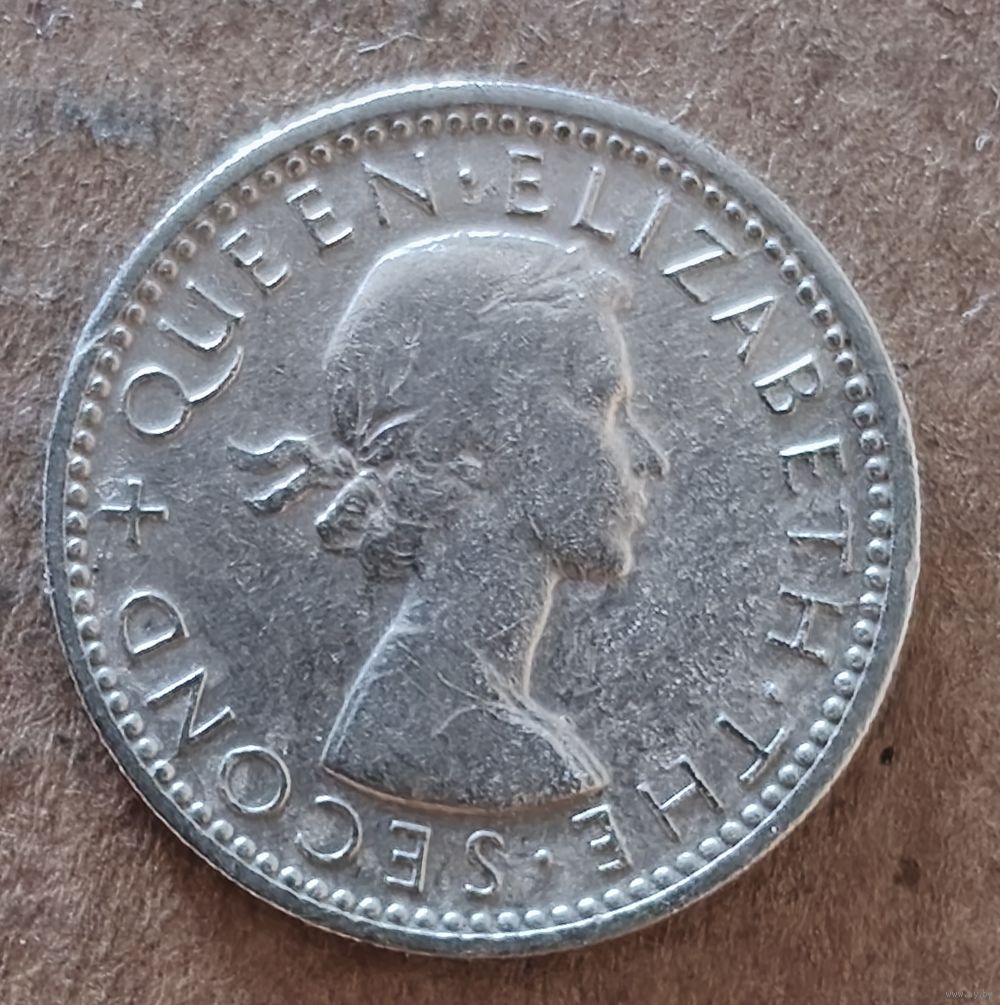 + QUEEN · ELIZABETH · THE · SECOND